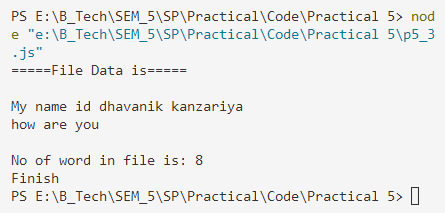 PS E:\B_Tech\SEM_5\SP\Practical\Code\Practical 5> nod
e "e:\B_Tech\SEM_5\SP\Practical\Code\Practical 5\p5_3
.js"
=====File Data is=====
My name id dhavanik kanzariya
how are you
No of word in file is: 8
Finish
PS E:\B_Tech\SEM_5\SP\Practical\Code\Practical 5>